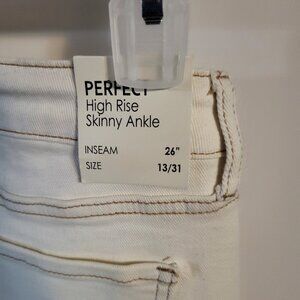 PERFECT
High Rise
Skinny Ankle
INSEAM 26"
SIZE 13/31